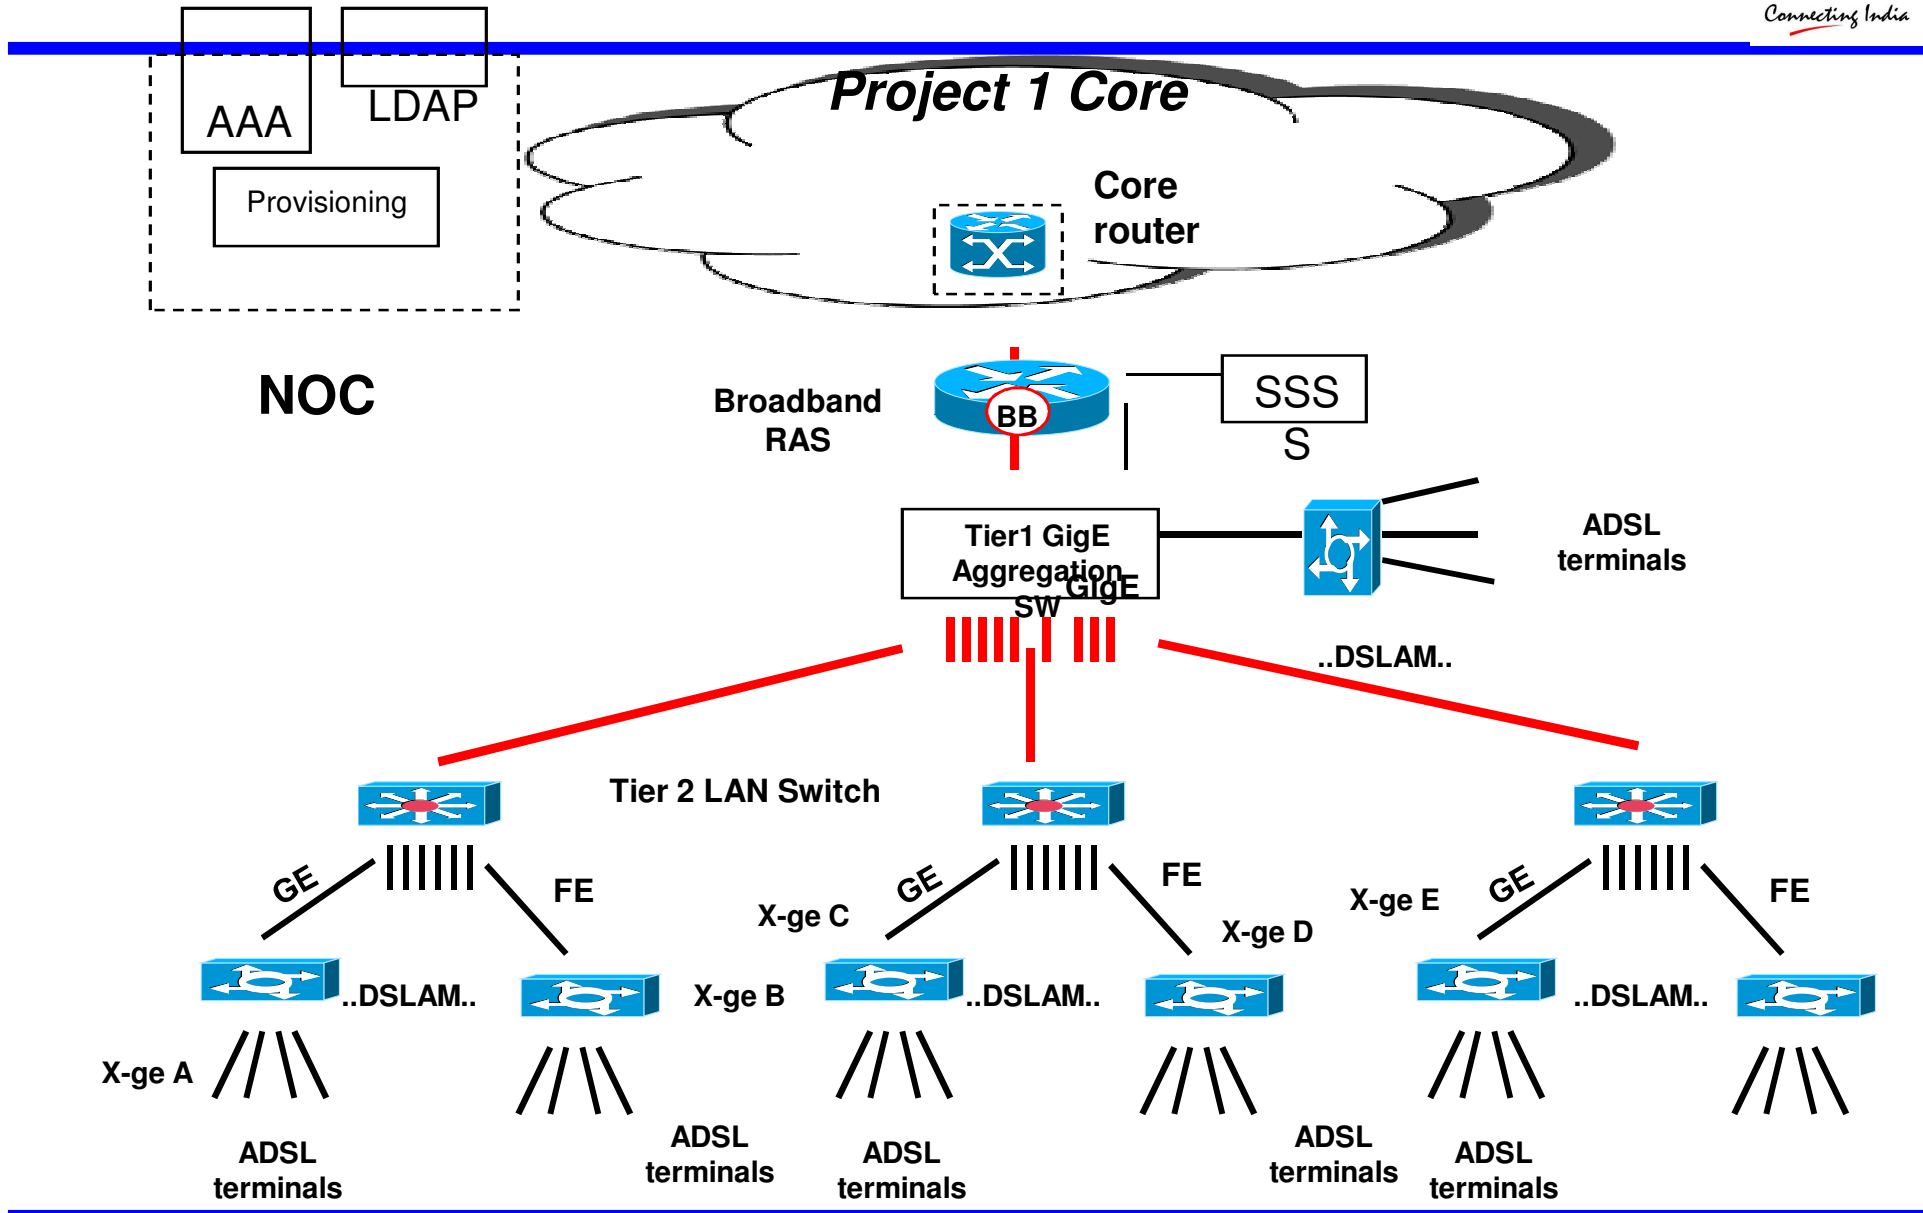 Connecting India
AAA
LDAP
Provisioning
NOC
Project 1 Core
Core
router
Broadband
RAS
BB
SSS
S
Tier1 GigE
Aggregation
SW
GigE
ADSL
terminals
..DSLAM..
Tier 2 LAN Switch
GE
FE
GE
FE
GE
FE
X-ge C
X-ge D
X-ge E
..DSLAM..
X-ge B
..DSLAM..
..DSLAM..
X-ge A
ADSL
terminals
ADSL
terminals
ADSL
terminals
ADSL
terminals
ADSL
terminals